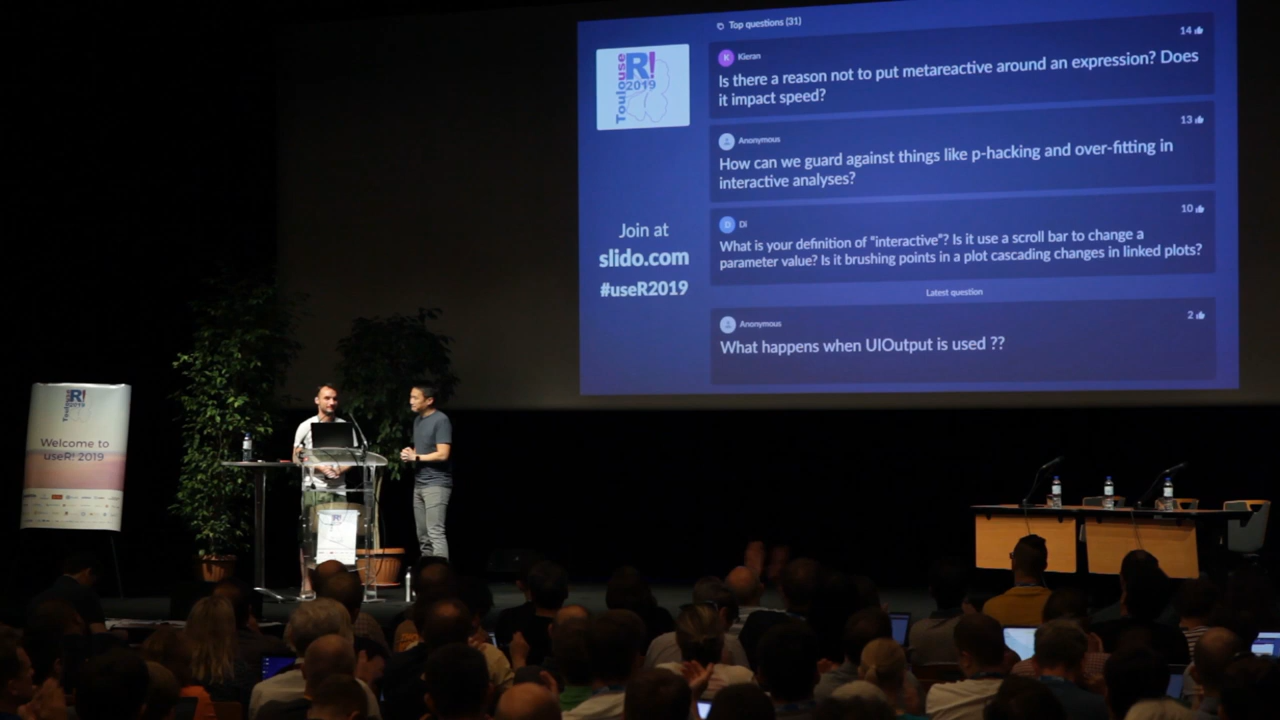 Top questions (31)
Toulouse
R!
2019
K
Kieran
14
Is there a reason not to put metareactive around an expression? Does
it impact speed?
Anonymous
13
How can we guard against things like p-hacking and over-fitting in
interactive analyses?
Join at
slido.com
#useR2019
D
Di
10
What is your definition of “interactive”? Is it use a scroll bar to change a
parameter value? Is it brushing points in a plot cascading changes in linked plots?
Latest question
Anonymous
2
What happens when UIOutput is used ??
Toulouse
R!
2019
Welcome to
useR! 2019
R!